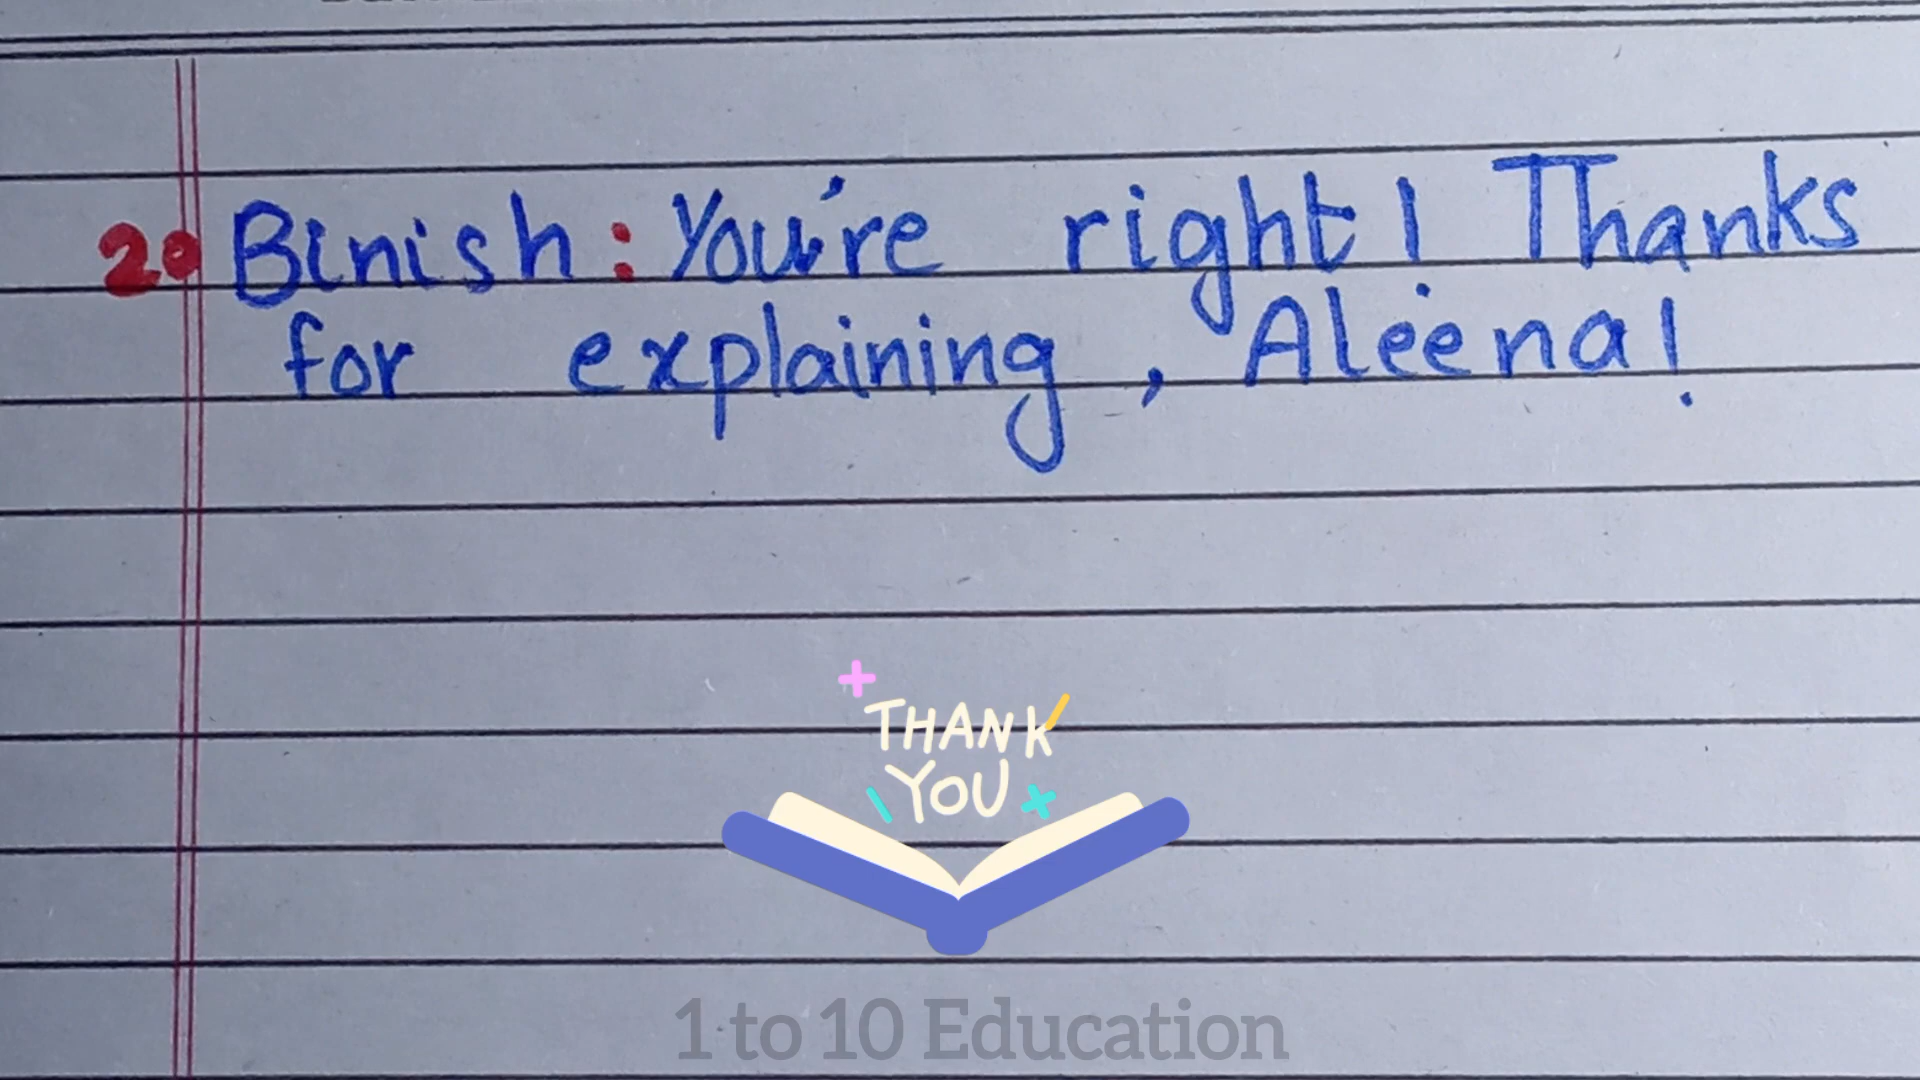 20 Binish: You're right! Thanks
for explaining, Aleena!
THANK
YOU
1 to 10 Education